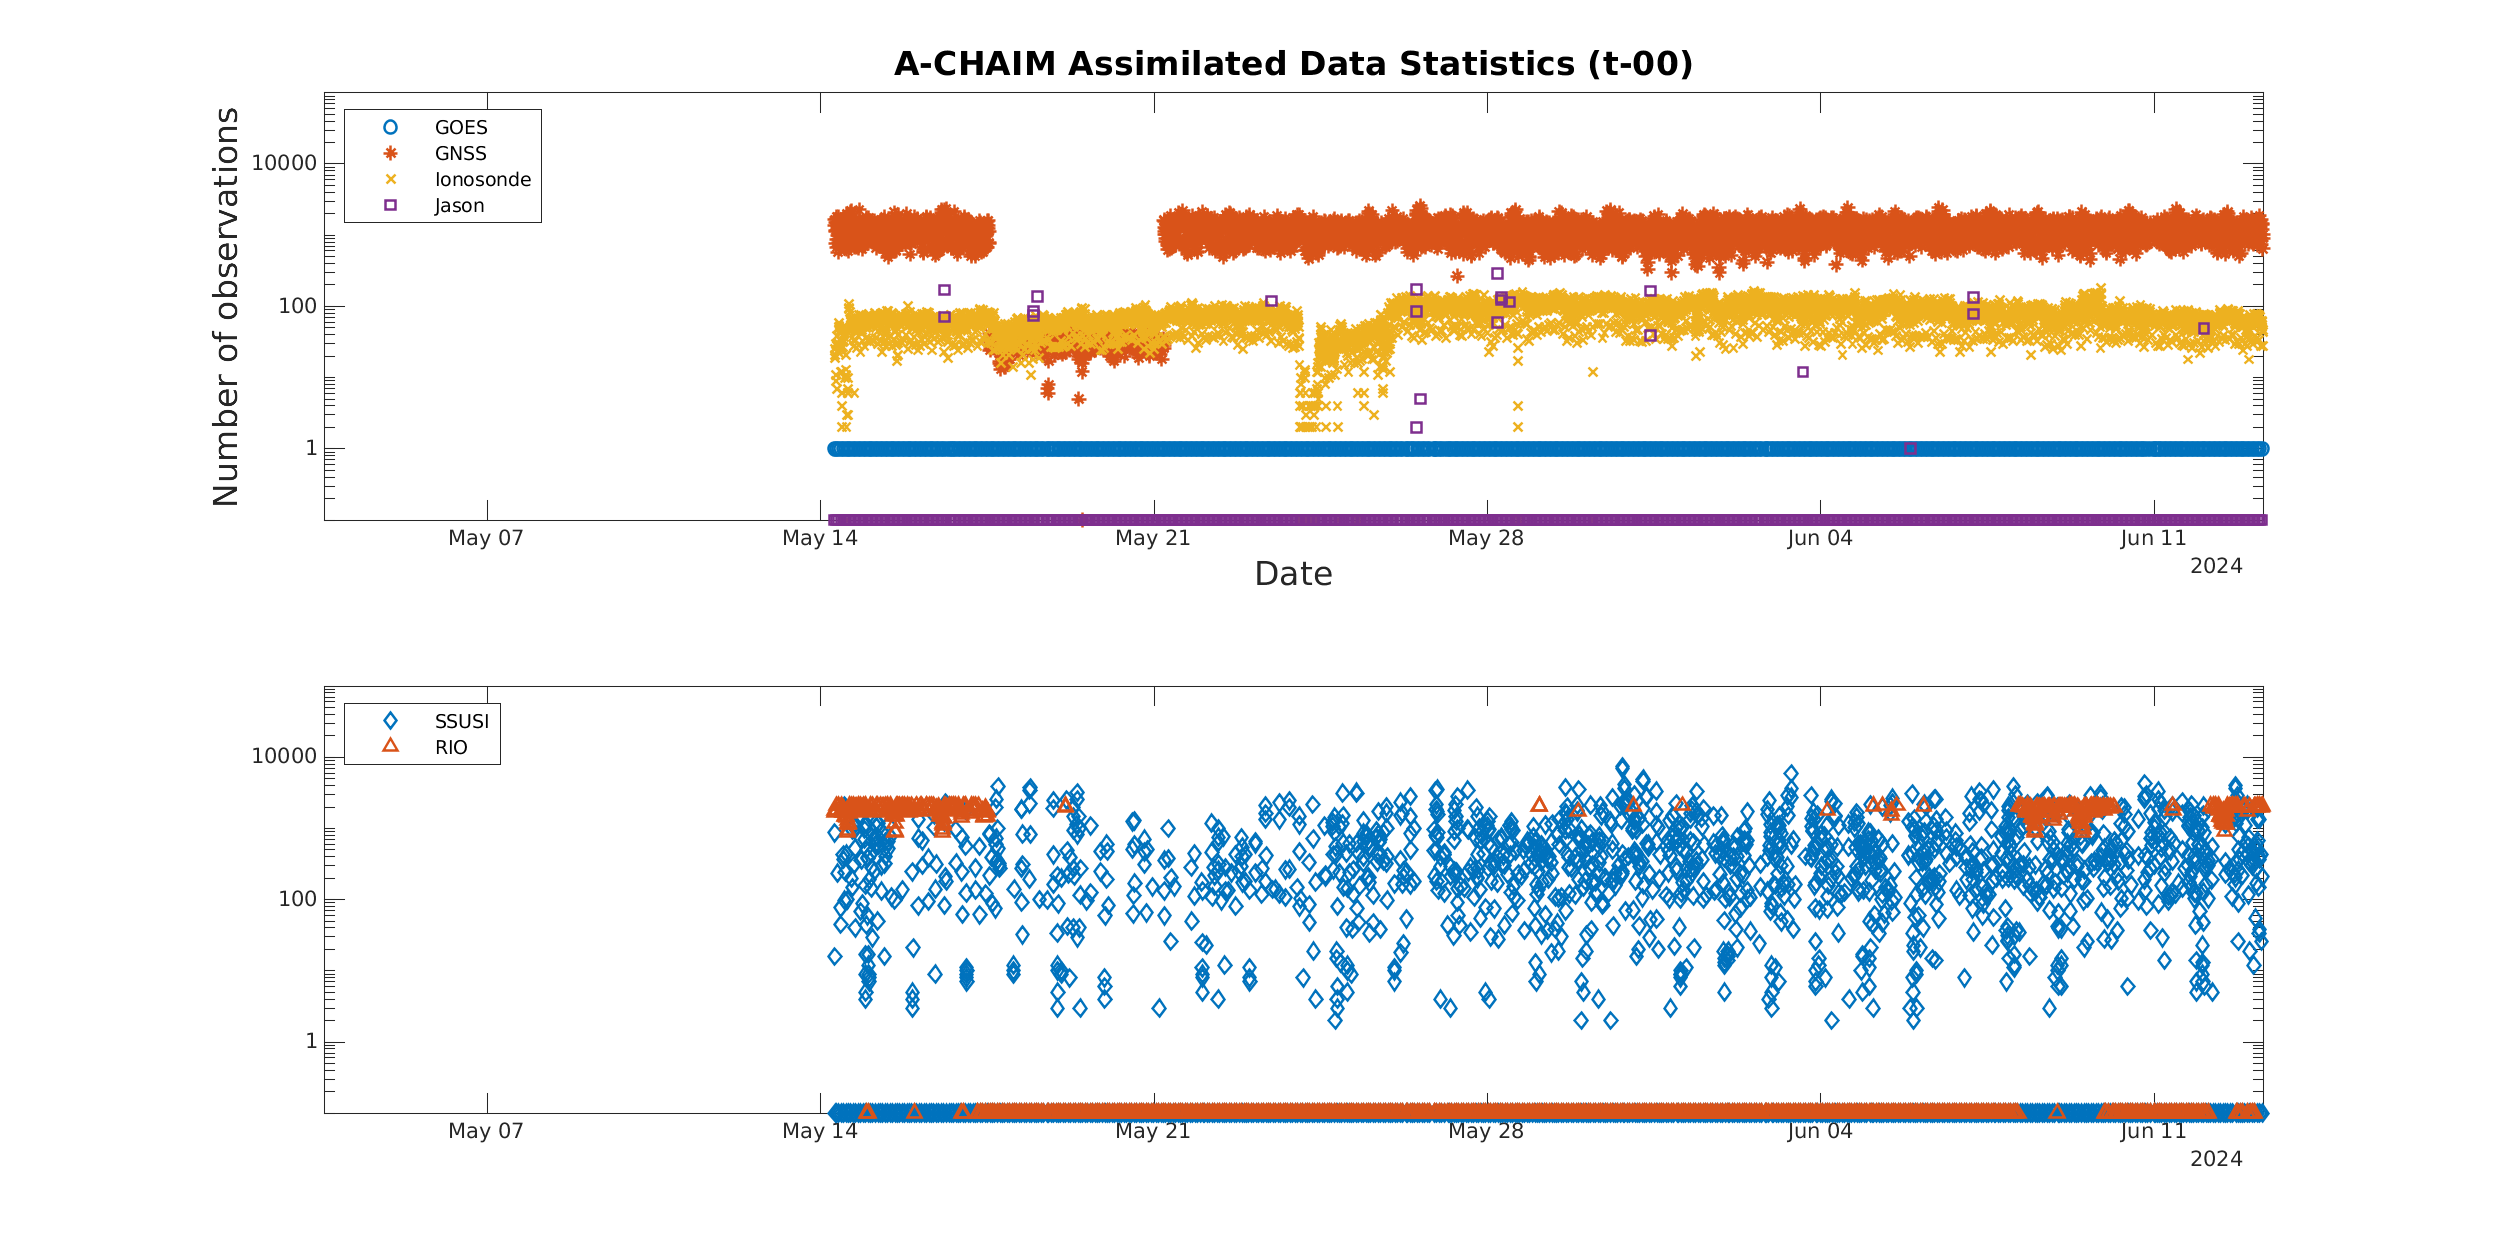 A-CHAIM Assimilated Data Statistics (t-00)
Number of observations
GOES
GNSS
Ionosonde
Jason
10000
100
1
May 07 May 14 May 21 May 28 Jun 04 Jun 11
2024
Date
SSUSI
RIO
10000
100
1
May 07 May 14 May 21 May 28 Jun 04 Jun 11
2024